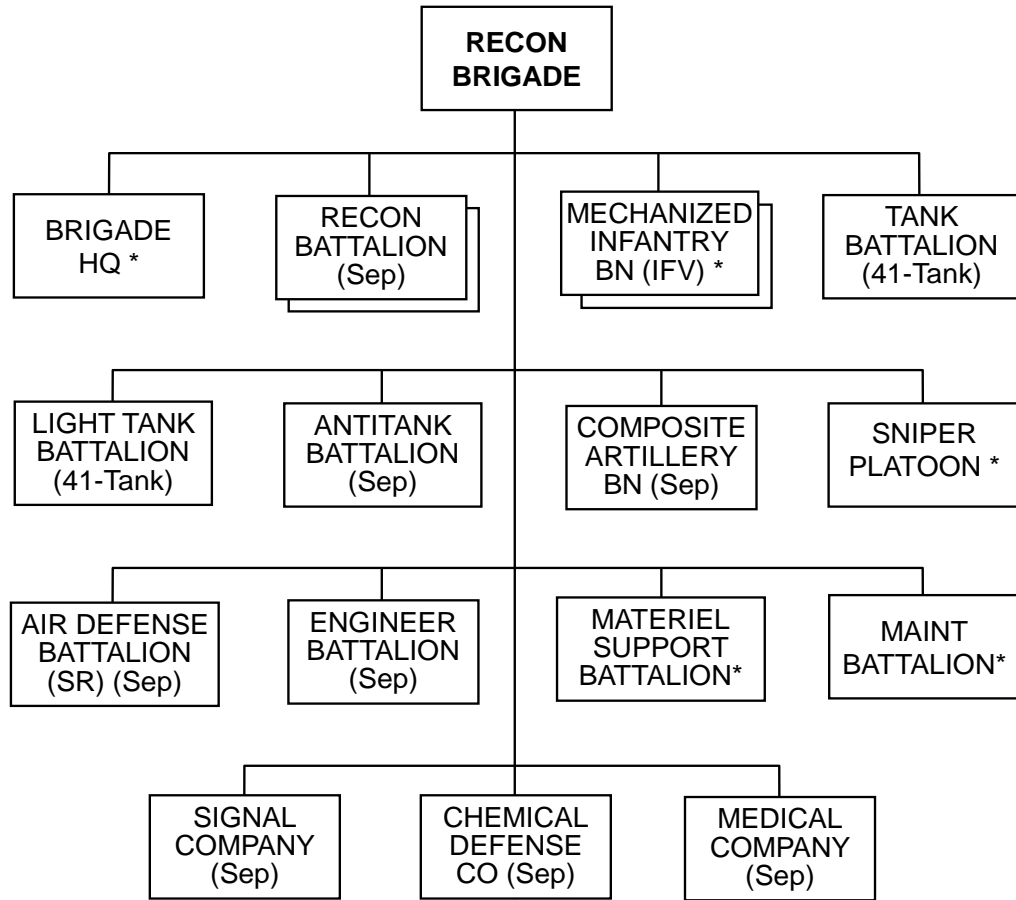 RECON
BRIGADE
BRIGADE
HQ *
RECON
BATTALION
(Sep)
MECHANIZED
INFANTRY
BN (IFV) *
TANK
BATTALION
(41-Tank)
LIGHT TANK
BATTALION
(41-Tank)
ANTITANK
BATTALION
(Sep)
COMPOSITE
ARTILLERY
BN (Sep)
SNIPER
PLATOON *
AIR DEFENSE
BATTALION
(SR) (Sep)
ENGINEER
BATTALION
(Sep)
MATERIEL
SUPPORT
BATTALION*
MAINT
BATTALION*
SIGNAL
COMPANY
(Sep)
CHEMICAL
DEFENSE
CO (Sep)
MEDICAL
COMPANY
(Sep)